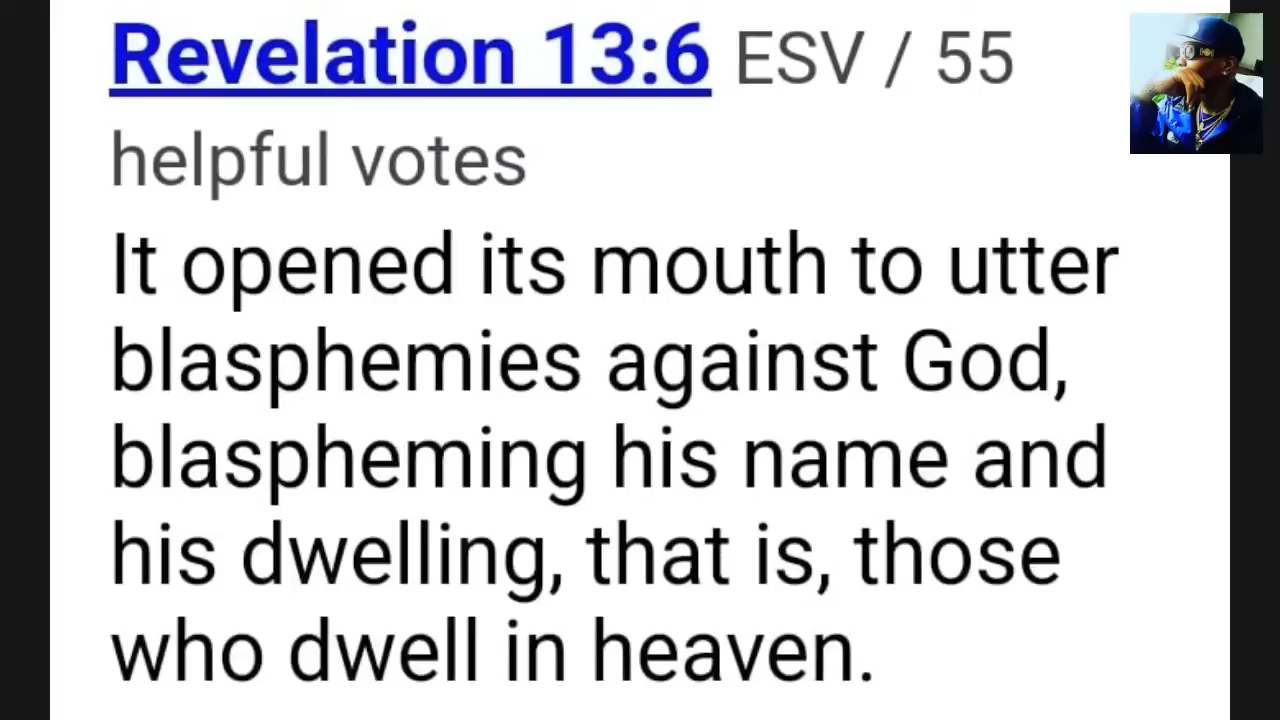 Revelation 13:6 ESV / 55
helpful votes
It opened its mouth to utter
blasphemies against God,
blaspheming his name and
his dwelling, that is, those
who dwell in heaven.